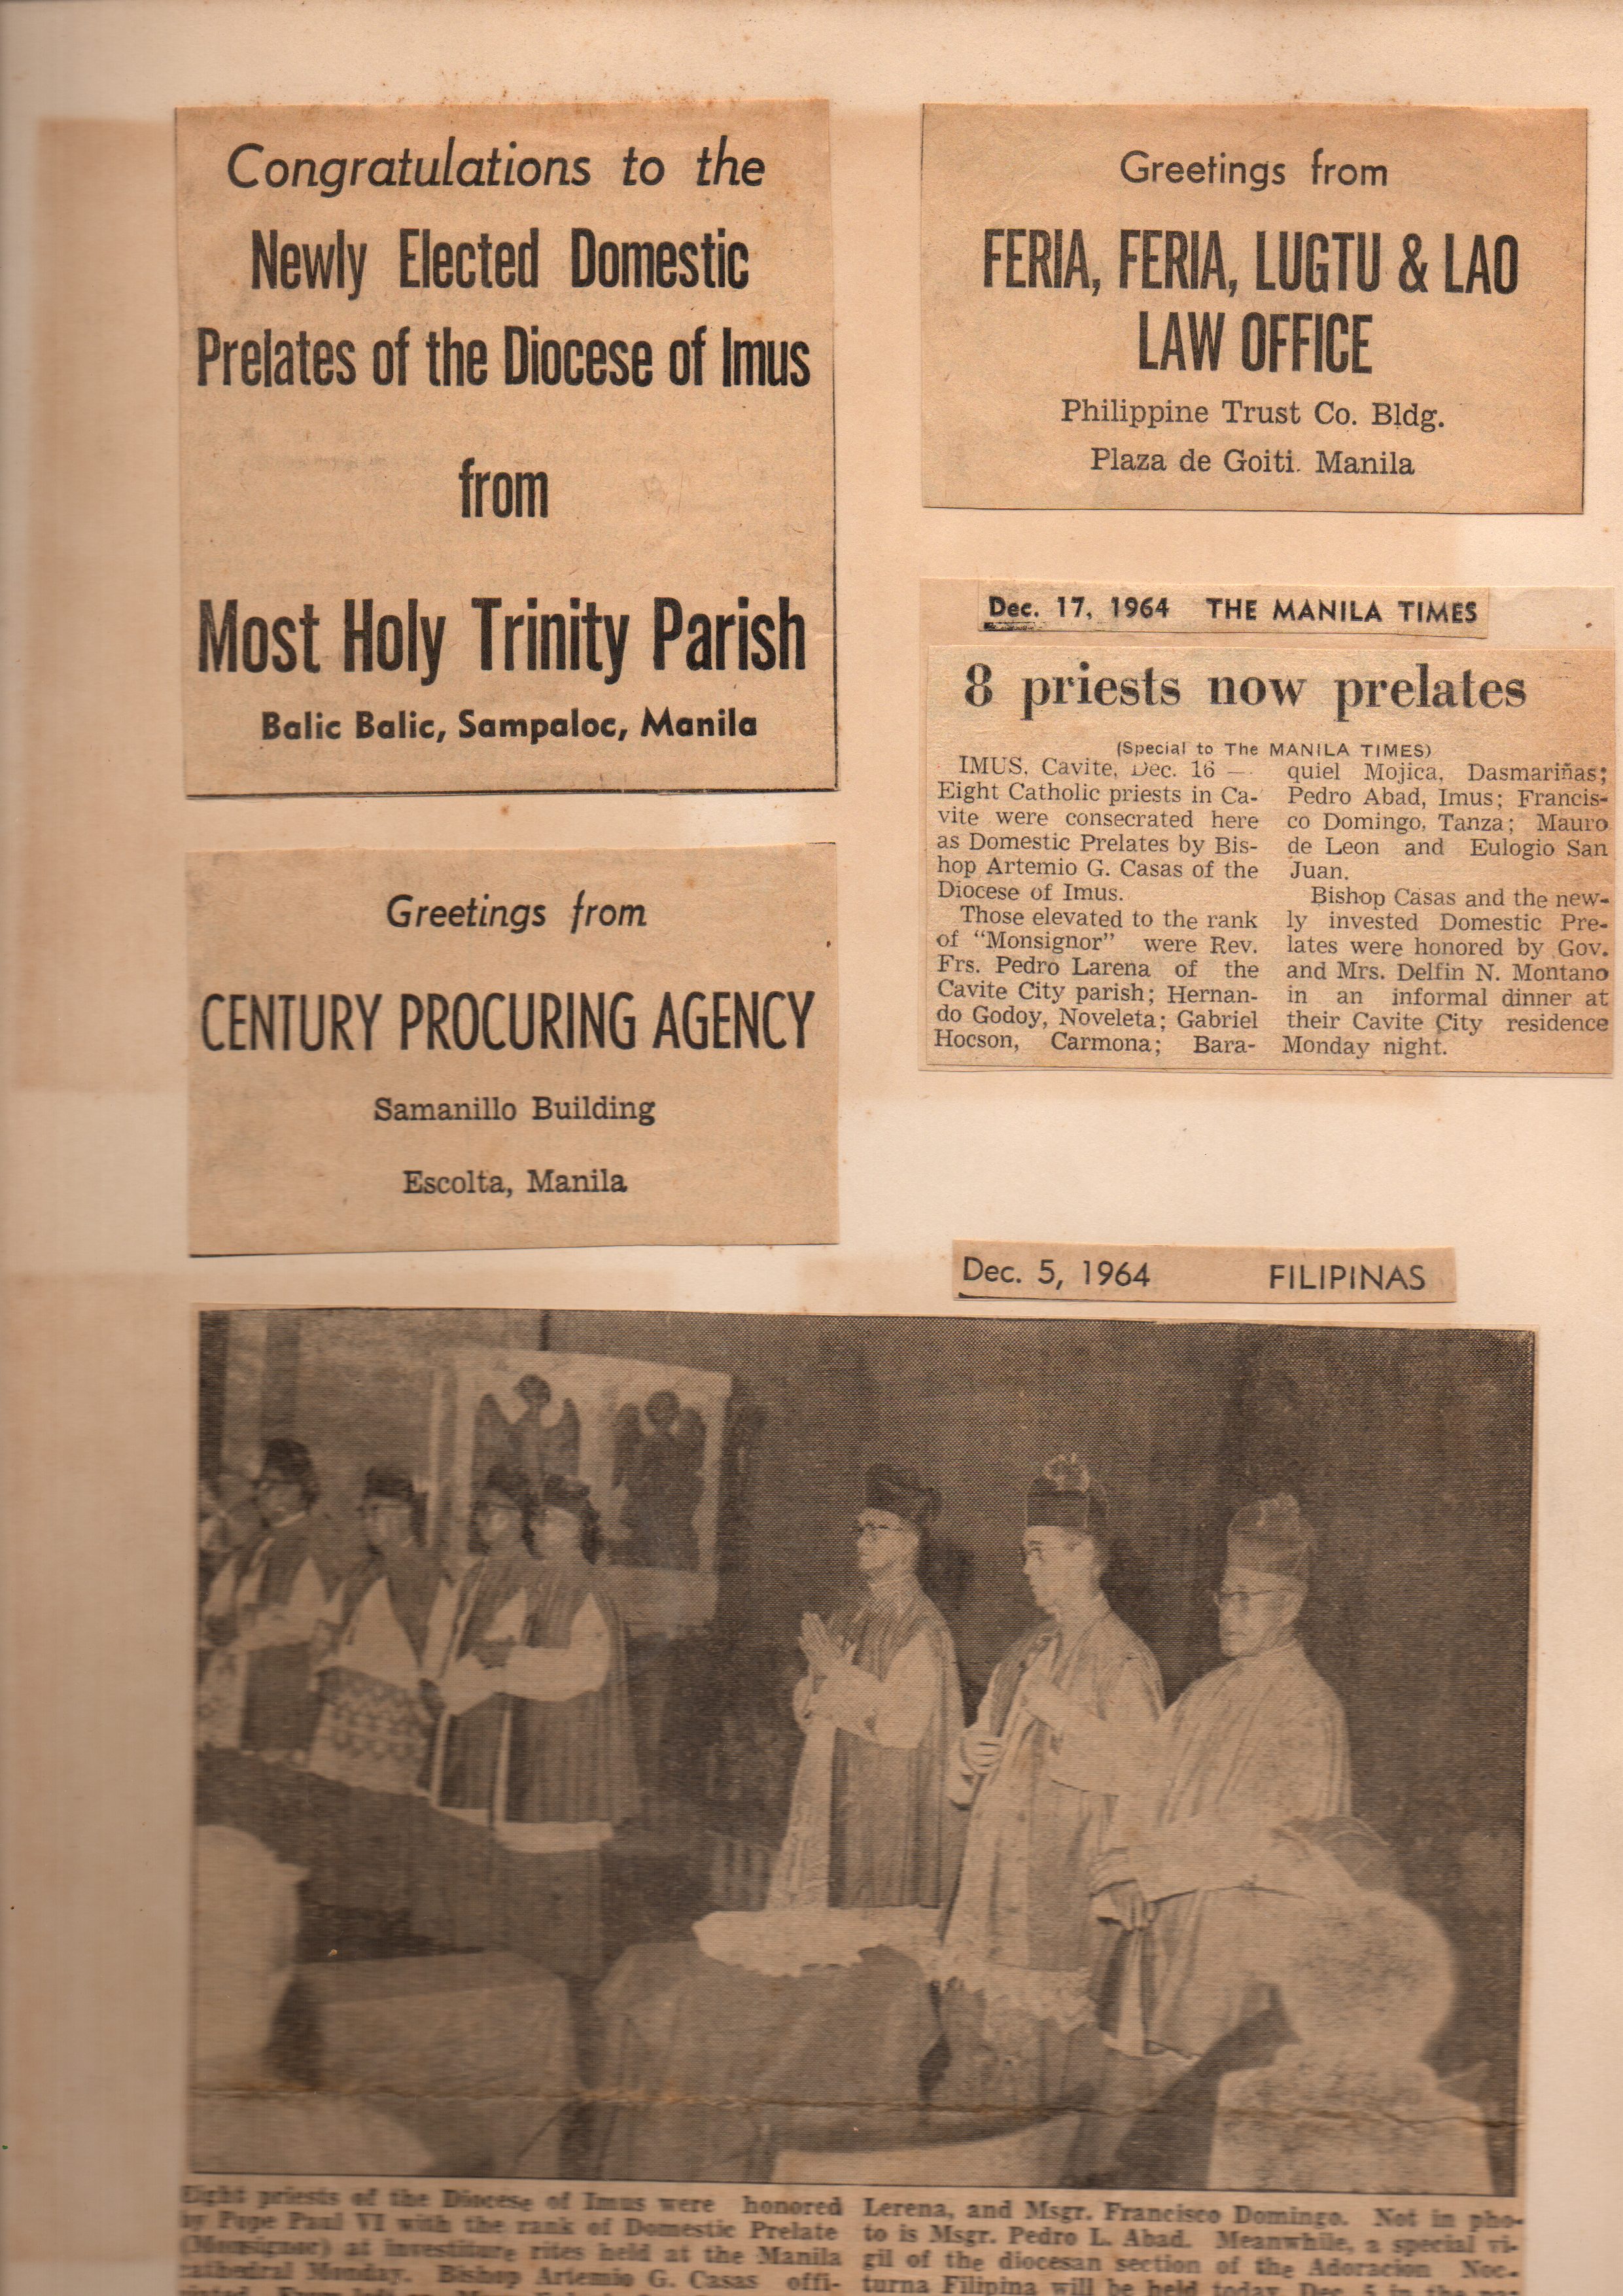 Congratulations to the
Newly Elected Domestic
Prelates of the Diocese of Imus
from
Most Holy Trinity Parish
Balic Balic, Sampaloc, Manila
Greetings from
CENTURY PROCURING AGENCY
Samanillo Building
Escolta, Manila
Greetings from
FERIA, FERIA, LUGTU & LAO
LAW OFFICE
Philippine Trust Co. Bldg.
Plaza de Goiti. Manila
Dec. 17, 1964 THE MANILA TIMES
8 priests now prelates
(Special to The MANILA TIMES)
IMUS, Cavite, Dec. 16 —
Eight Catholic priests in Ca-
vite were consecrated here
as Domestic Prelates by Bis-
hop Artemio G. Casas of the
Diocese of Imus.
Those elevated to the rank
of "Monsignor" were Rev.
Frs. Pedro Larena of the
Cavite City parish; Hernan-
do Godoy, Noveleta; Gabriel
Hocson, Carmona; Bara-
quiel Mojica, Dasmariñas;
Pedro Abad, Imus; Francis-
co Domingo, Tanza; Mauro
de Leon and Eulogio San
Juan.
Bishop Casas and the new-
ly invested Domestic Pre-
lates were honored by Gov.
and Mrs. Delfin N. Montano
in an informal dinner at
their Cavite City residence
Monday night.
Dec. 5, 1964 FILIPINAS
Eight priests of the Diocese of Imus were honored
by Pope Paul VI with the rank of Domestic Prelate
(Monsignor) at investiture rites held at the Manila
cathedral Monday. Bishop Artemio G. Casas offi-
Lerena, and Msgr. Francisco Domingo. Not in pho-
to is Msgr. Pedro L. Abad. Meanwhile, a special vi-
gil of the diocesan section of the Adoracion Noc-
turna Filipina will be held today, Dec. 5 in the